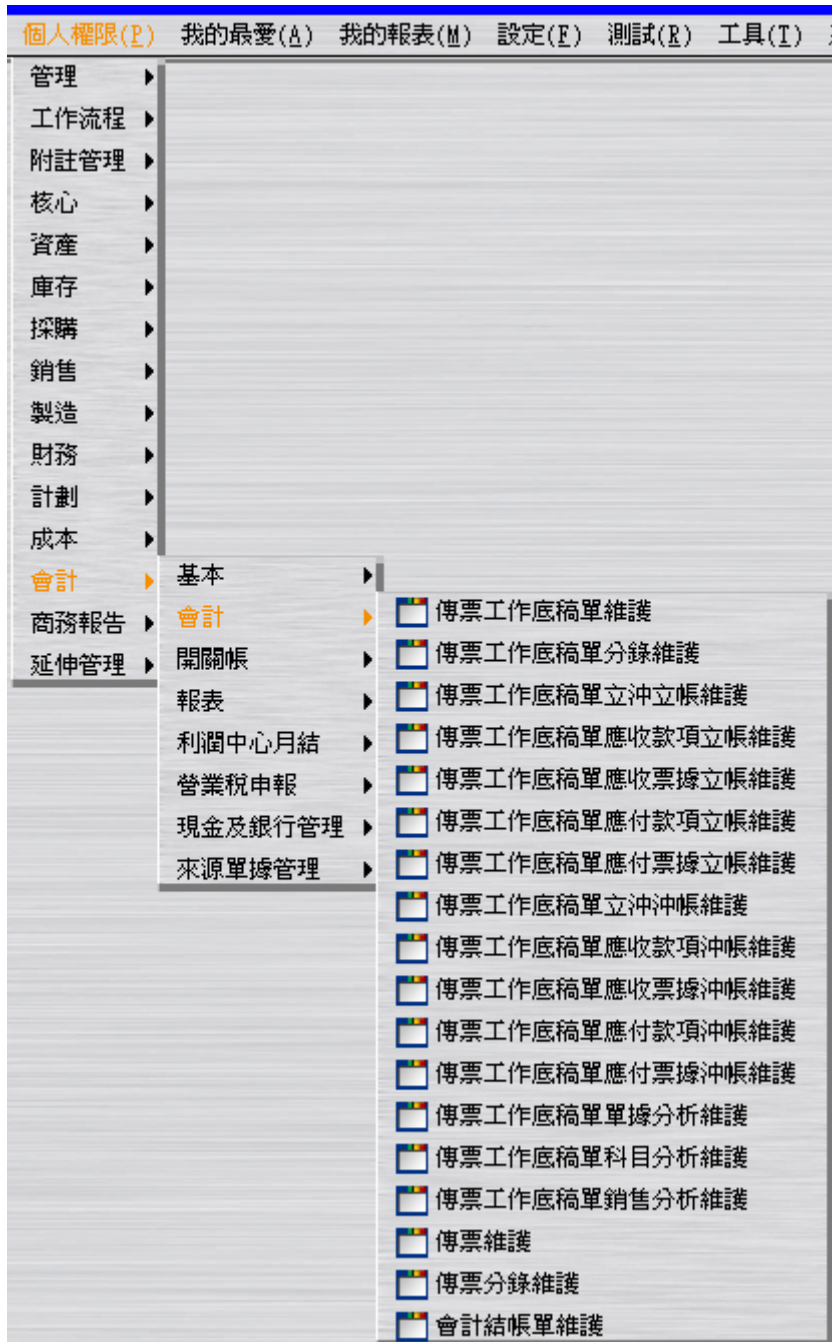 個人權限(P) 我的最愛(A) 我的報表(M) 設定(F) 測試(R) 工具(T)
管理
工作流程
附註管理
核心
資產
庫存
採購
銷售
製造
財務
計劃
成本
會計
商務報告
延伸管理
基本
會計
開關帳
報表
利潤中心月結
營業稅申報
現金及銀行管理
來源單據管理
傳票工作底稿單維護
傳票工作底稿單分錄維護
傳票工作底稿單立沖立帳維護
傳票工作底稿單應收款項立帳維護
傳票工作底稿單應收票據立帳維護
傳票工作底稿單應付款項立帳維護
傳票工作底稿單應付票據立帳維護
傳票工作底稿單立沖沖帳維護
傳票工作底稿單應收款項沖帳維護
傳票工作底稿單應收票據沖帳維護
傳票工作底稿單應付款項沖帳維護
傳票工作底稿單應付票據沖帳維護
傳票工作底稿單單據分析維護
傳票工作底稿單科目分析維護
傳票工作底稿單銷售分析維護
傳票維護
傳票分錄維護
會計結帳單維護